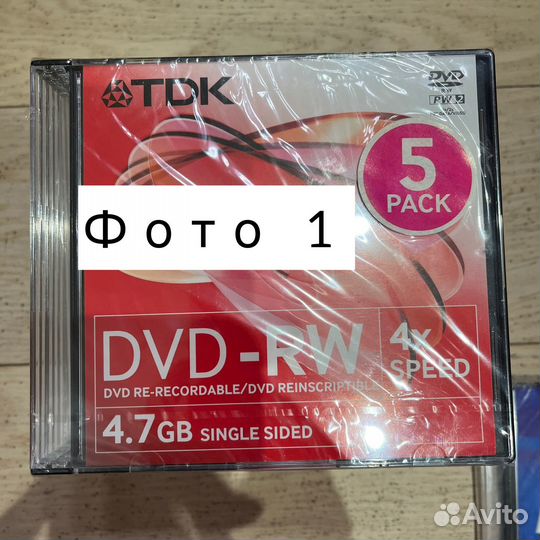 TDK
DVD
RW
5
PACK
Фото 1
DVD-RW
4x
SPEED
DVD RE-RECORDABLE/DVD REINSCRIPTIBLE
4.7GB SINGLE SIDED
Avito